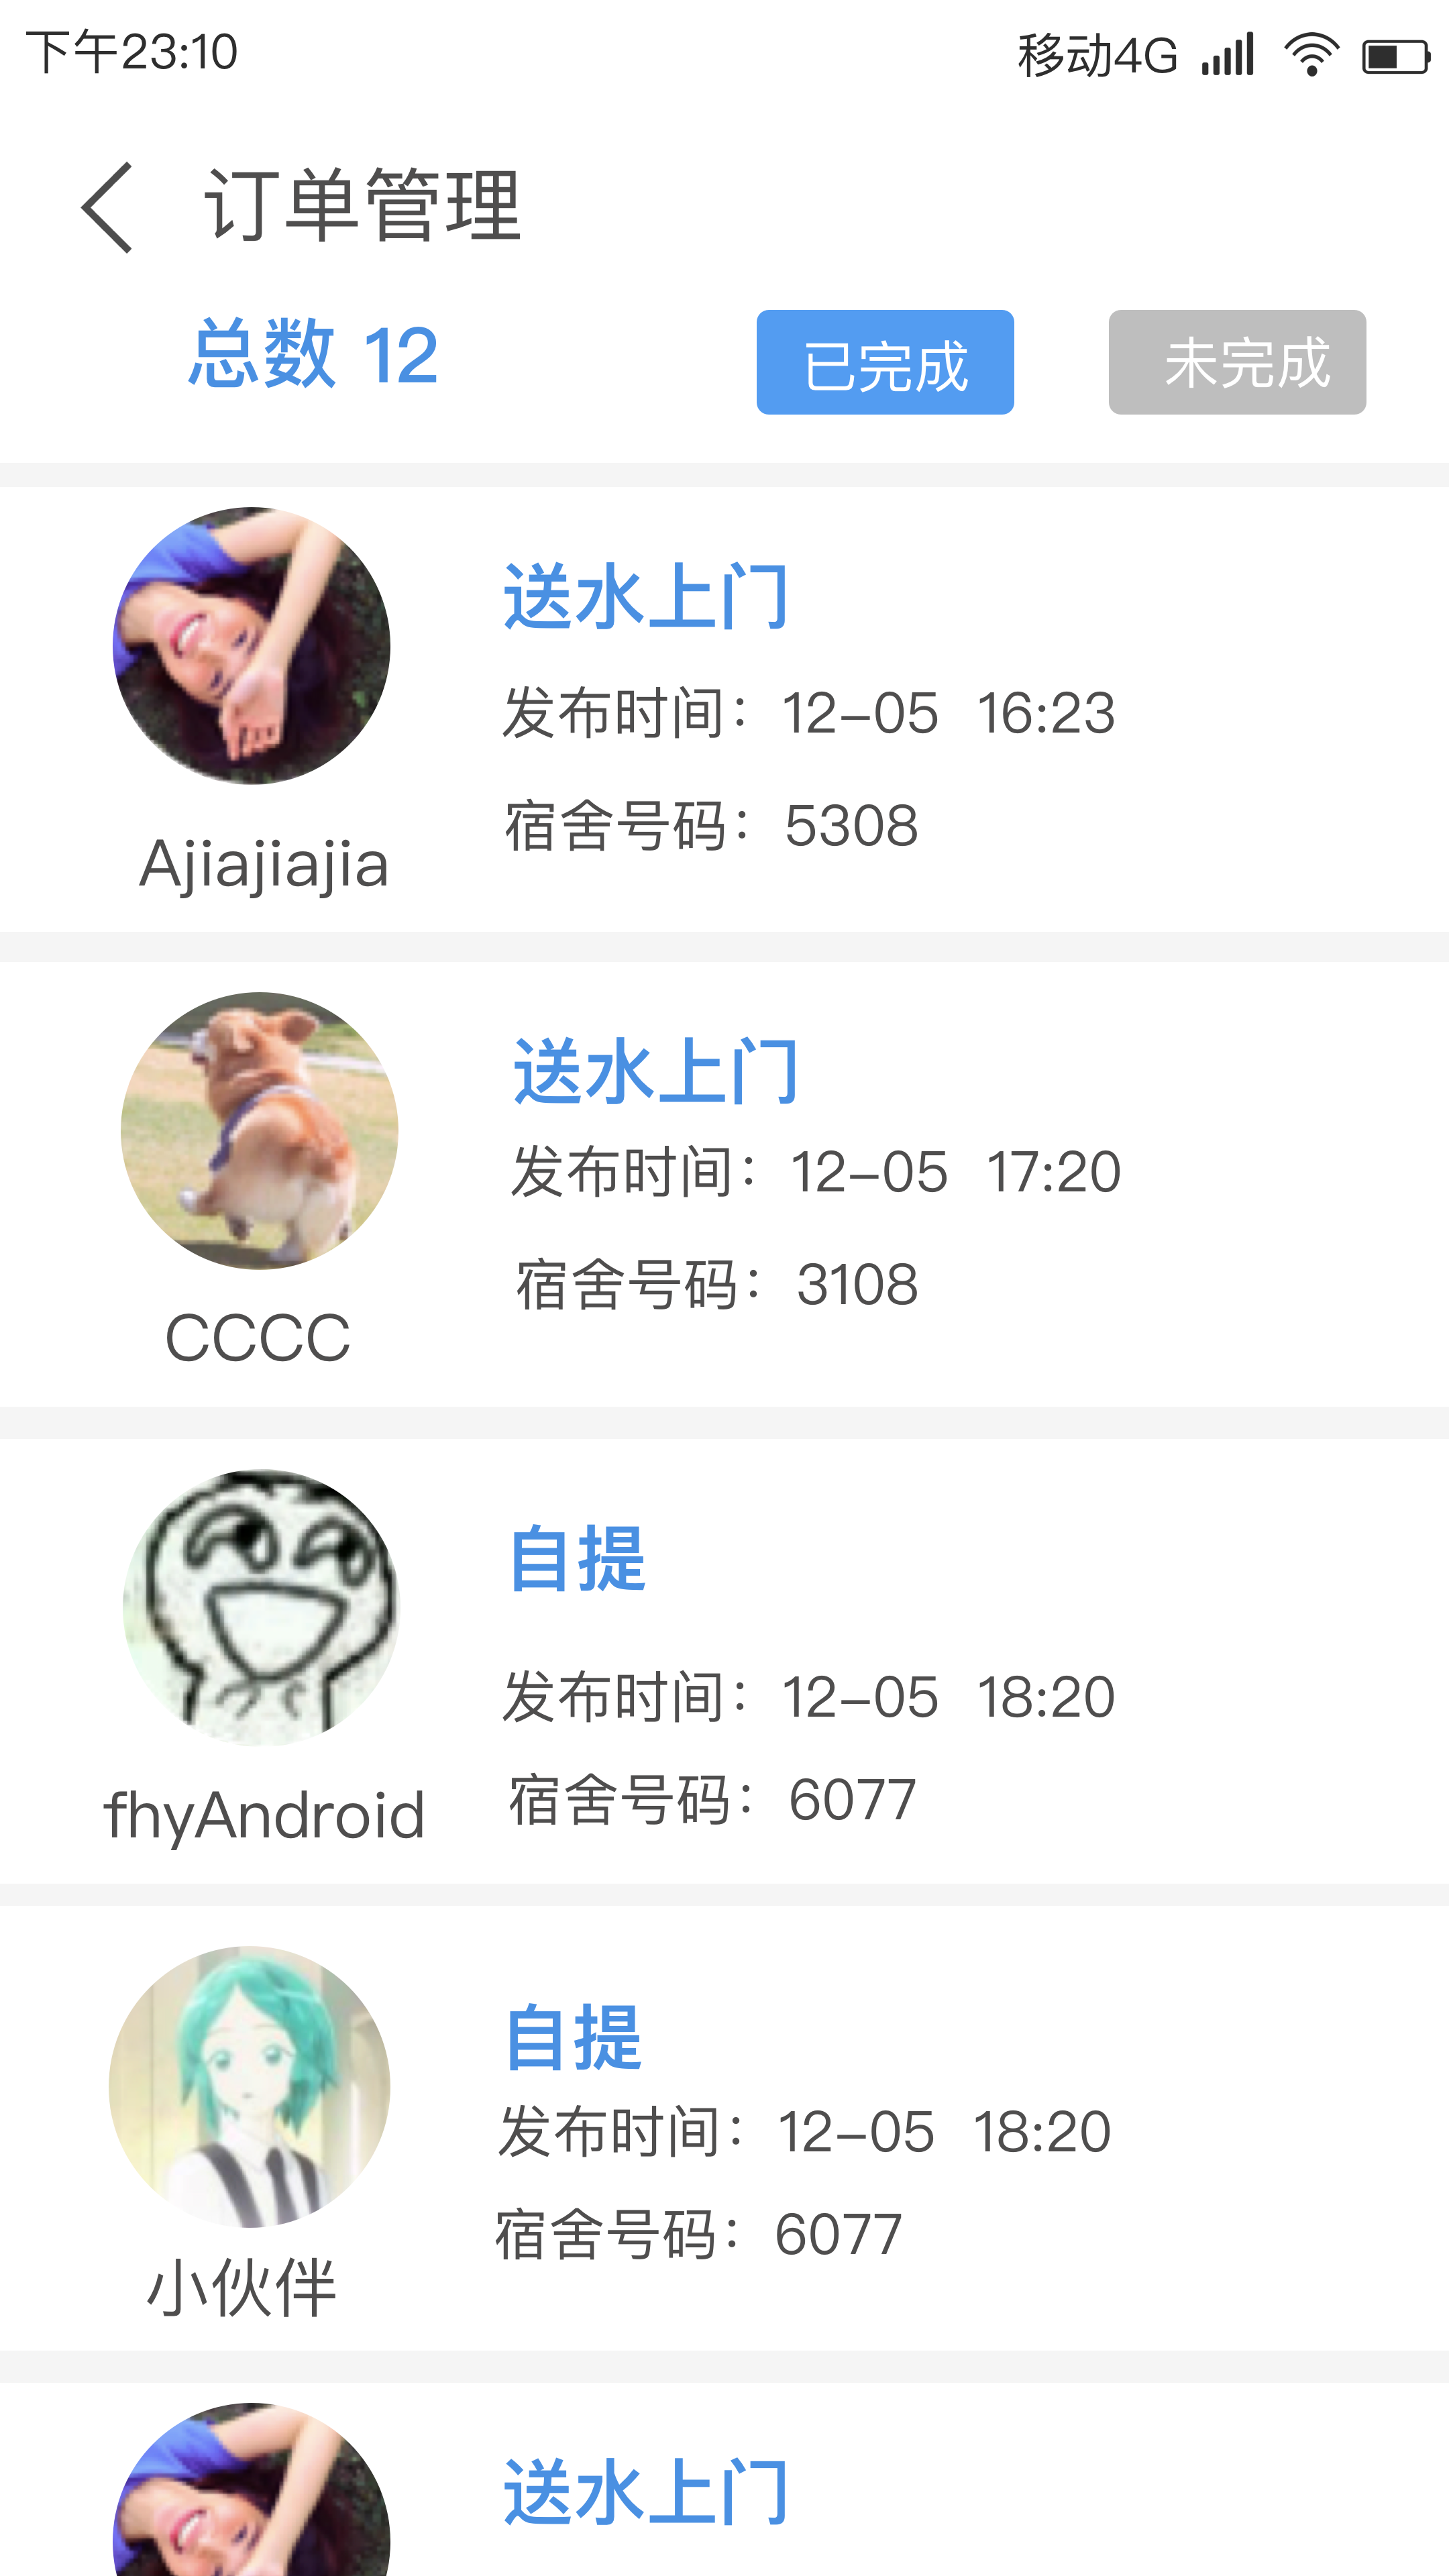 下午23:10 移动4G
订单管理
总数 12 已完成 未完成
送水上门
发布时间：12-05 16:23
宿舍号码：5308
Ajiajiajia
送水上门
发布时间：12-05 17:20
宿舍号码：3108
CCCC
自提
发布时间：12-05 18:20
宿舍号码：6077
fhyAndroid
自提
发布时间：12-05 18:20
宿舍号码：6077
小伙伴
送水上门